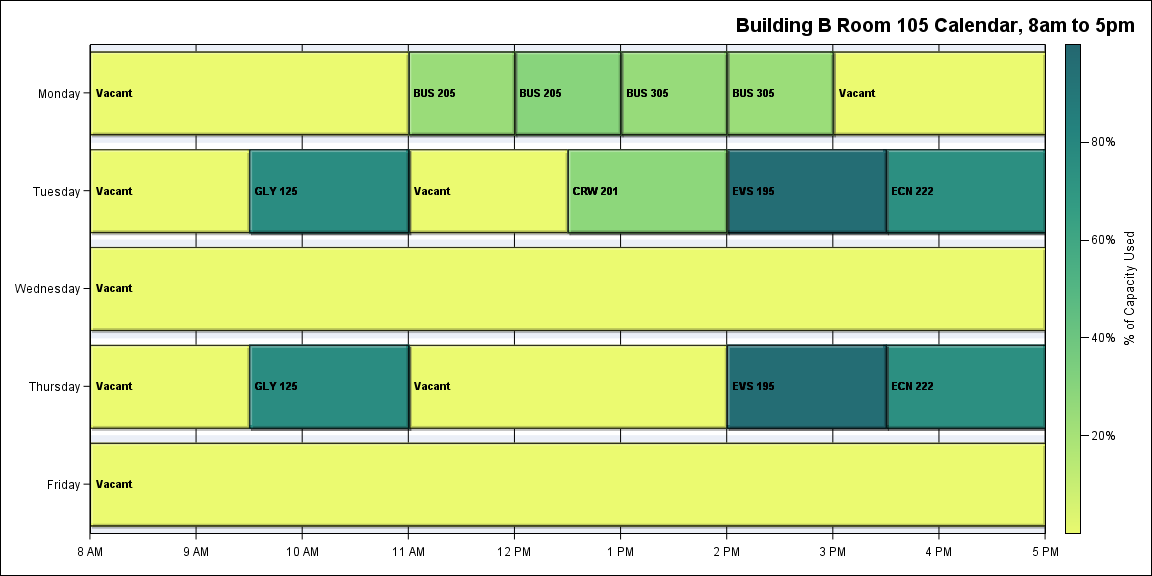 Building B Room 105 Calendar, 8am to 5pm
Monday
Vacant
BUS 205
BUS 205
BUS 305
BUS 305
Vacant
Tuesday
Vacant
GLY 125
Vacant
CRW 201
EVS 195
ECN 222
Wednesday
Vacant
Thursday
Vacant
GLY 125
Vacant
EVS 195
ECN 222
Friday
Vacant
8 AM
9 AM
10 AM
11 AM
12 PM
1 PM
2 PM
3 PM
4 PM
5 PM
80%
60%
40%
20%
% of Capacity Used